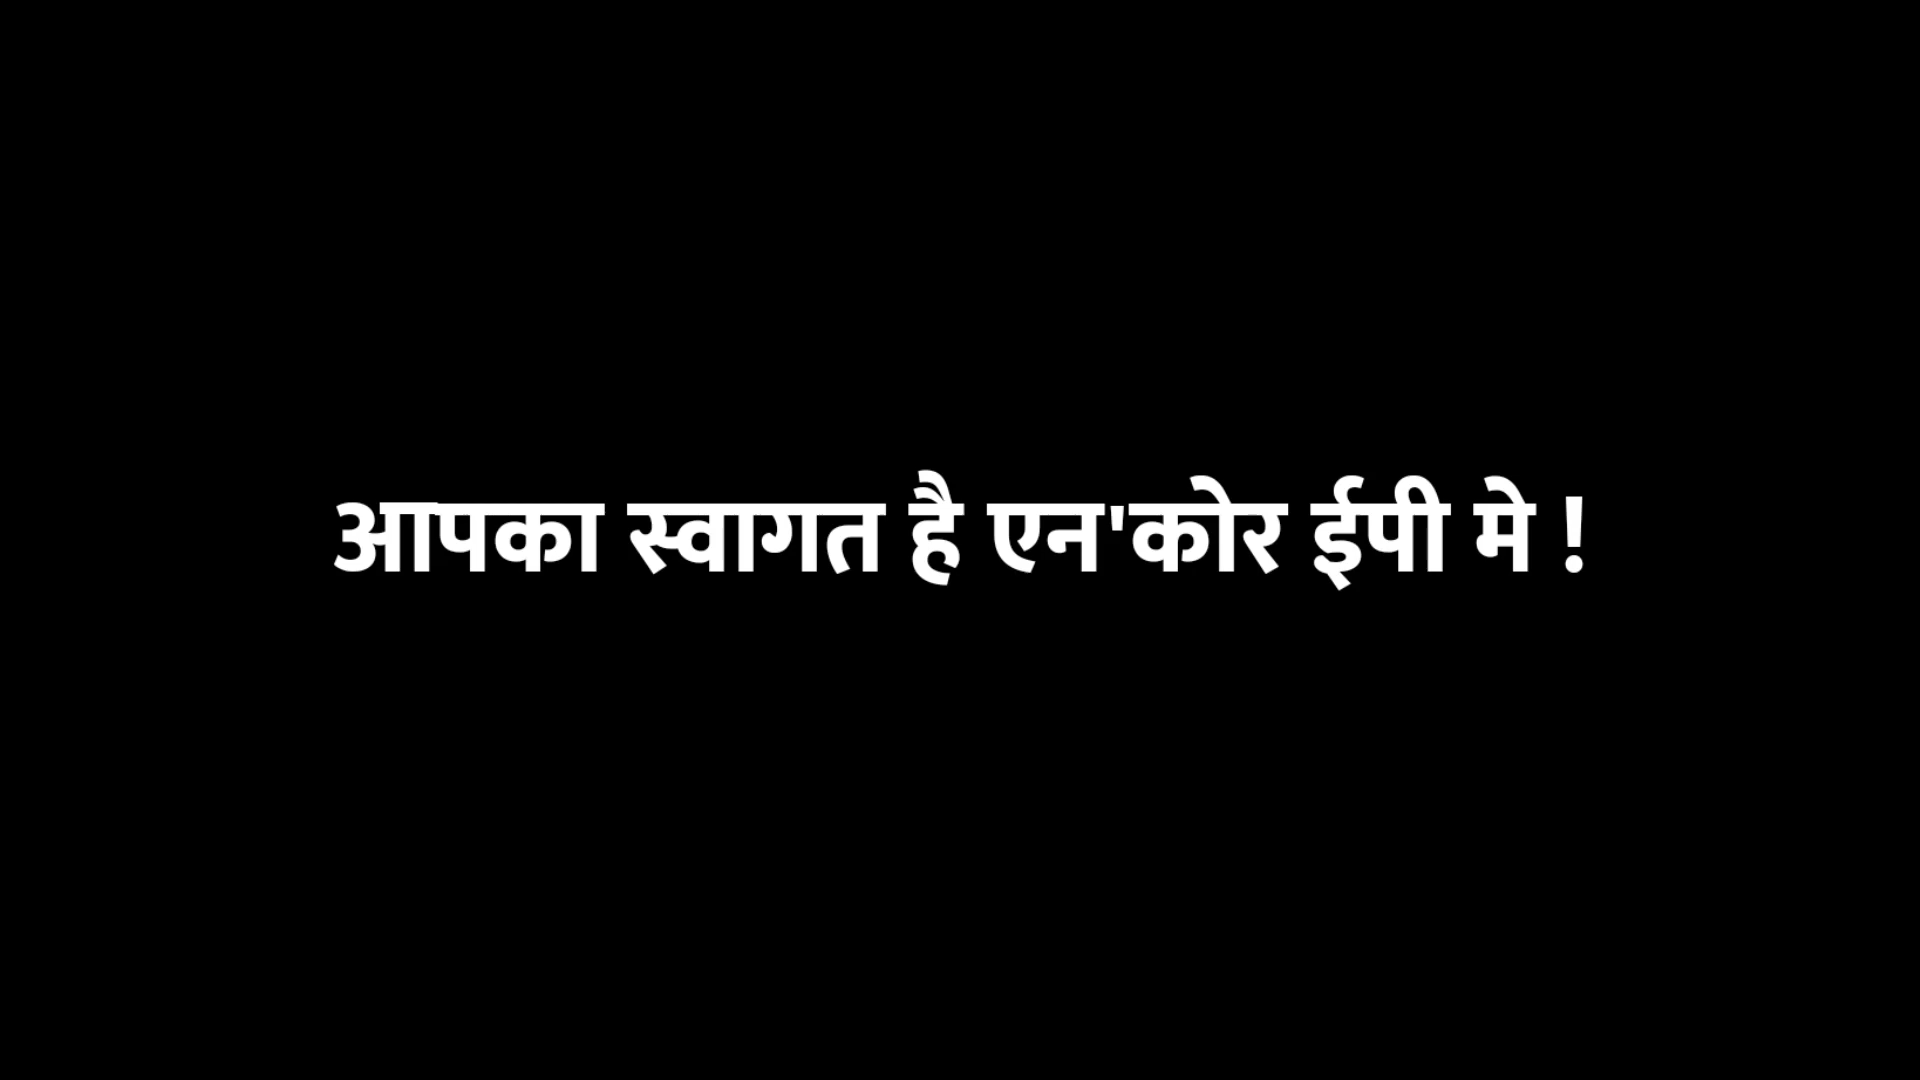 आपका स्वागत है एन'कोर ईपी मे !